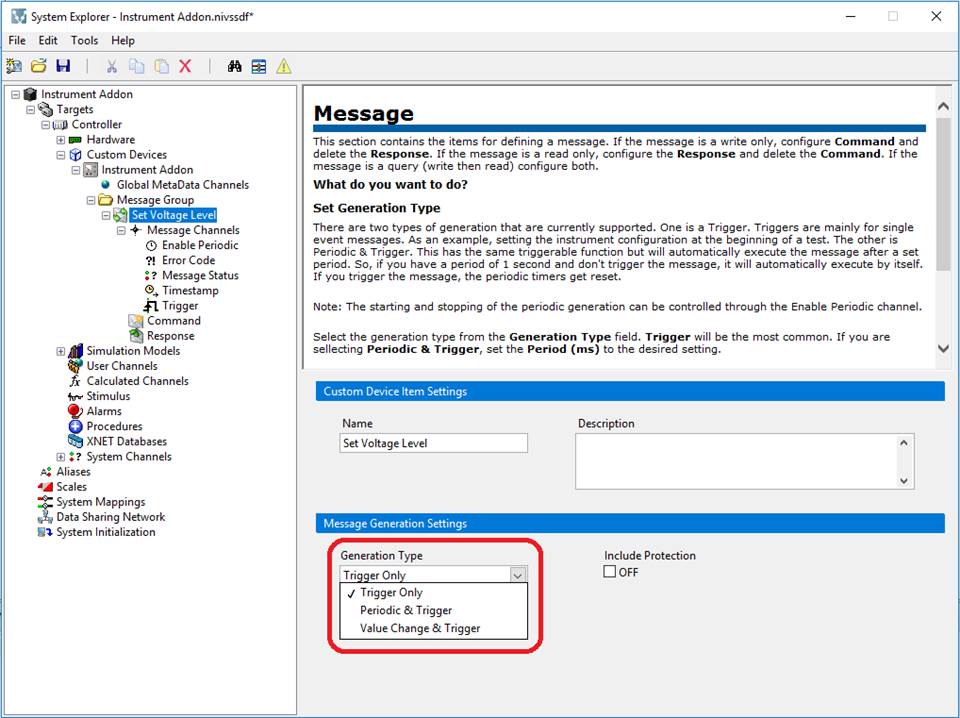 System Explorer - Instrument Addon.nivssdf*
File Edit Tools Help
Instrument Addon
Targets
Controller
Hardware
Custom Devices
Instrument Addon
Global MetaData Channels
Message Group
Set Voltage Level
Message Channels
Enable Periodic
Error Code
Message Status
Timestamp
Trigger
Command
Response
Simulation Models
User Channels
Calculated Channels
Stimulus
Alarms
Procedures
XNET Databases
System Channels
Aliases
Scales
System Mappings
Data Sharing Network
System Initialization
Message
This section contains the items for defining a message. If the message is a write only, configure Command and
delete the Response. If the message is a read only, configure the Response and delete the Command. If the
message is a query (write then read) configure both.
What do you want to do?
Set Generation Type
There are two types of generation that are currently supported. One is a Trigger. Triggers are mainly for single
event messages. As an example, setting the instrument configuration at the beginning of a test. The other is
Periodic & Trigger. This has the same triggerable function but will automatically execute the message after a set
period. So, if you have a period of 1 second and don't trigger the message, it will automatically execute by itself.
If you trigger the message, the periodic timers get reset.
Note: The starting and stopping of the periodic generation can be controlled through the Enable Periodic channel.
Select the generation type from the Generation Type field. Trigger will be the most common. If you are
sellecting Periodic & Trigger, set the Period (ms) to the desired setting.
Custom Device Item Settings
Name
Set Voltage Level
Description
Message Generation Settings
Generation Type
Trigger Only
✓ Trigger Only
Periodic & Trigger
Value Change & Trigger
Include Protection
OFF